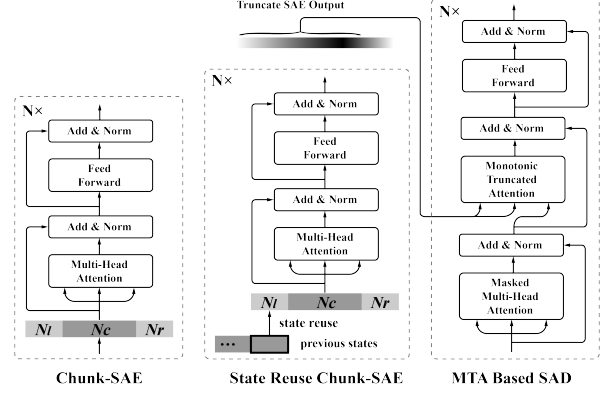 Truncate SAE Output
N×
Add & Norm
Feed
Forward
Add & Norm
Multi-Head
Attention
Nl Nc Nr
Chunk-SAE
N×
Add & Norm
Feed
Forward
Add & Norm
Multi-Head
Attention
Nl Nc Nr
state reuse
... previous states
State Reuse Chunk-SAE
N×
Add & Norm
Feed
Forward
Add & Norm
Monotonic
Truncated
Attention
Add & Norm
Masked
Multi-Head
Attention
MTA Based SAD